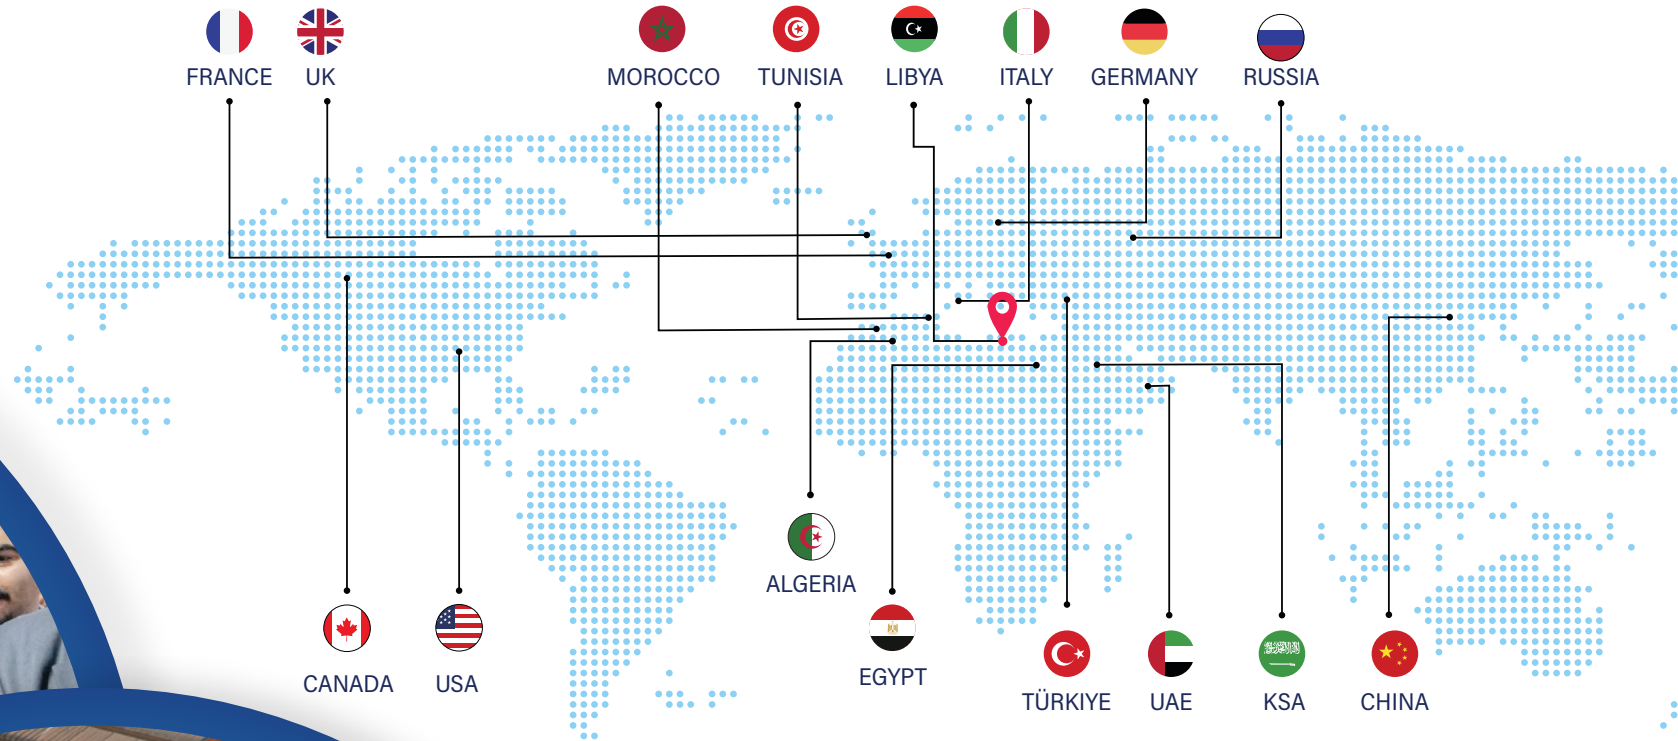 FRANCE
UK
MOROCCO
TUNISIA
LIBYA
ITALY
GERMANY
RUSSIA
ALGERIA
CANADA
USA
EGYPT
TÜRKIYE
UAE
KSA
CHINA